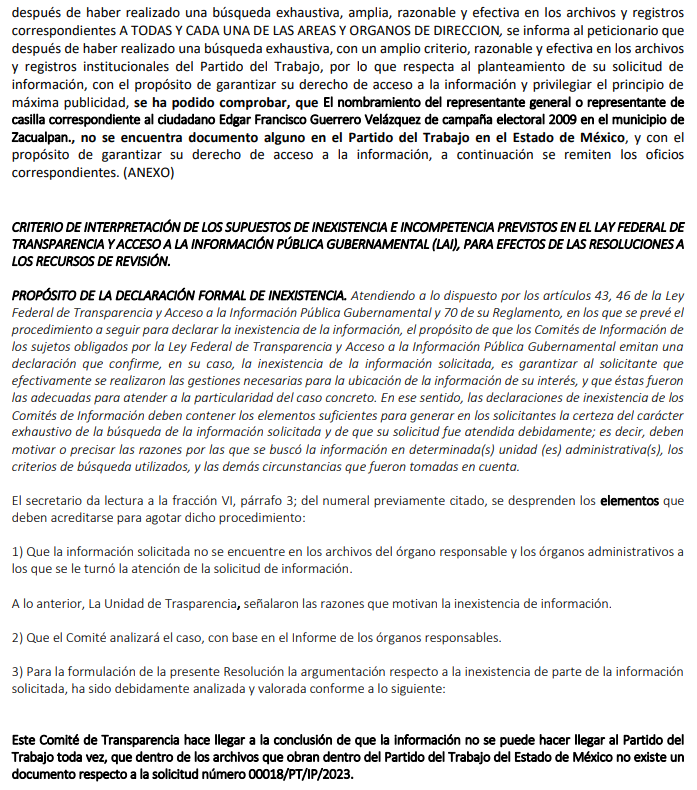 después de haber realizado una búsqueda exhaustiva, amplia, razonable y efectiva en los archivos y registros
correspondientes A TODAS Y CADA UNA DE LAS AREAS Y ORGANOS DE DIRECCION, se informa al peticionario que
después de haber realizado una búsqueda exhaustiva, con un amplio criterio, razonable y efectiva en los archivos
y registros institucionales del Partido del Trabajo, por lo que respecta al planteamiento de su solicitud de
información, con el propósito de garantizar su derecho de acceso a la información y privilegiar el principio de
máxima publicidad, se ha podido comprobar, que El nombramiento del representante general o representante de
casilla correspondiente al ciudadano Edgar Francisco Guerrero Velázquez de campaña electoral 2009 en el municipio de
Zacualpan., no se encuentra documento alguno en el Partido del Trabajo en el Estado de México, y con el
propósito de garantizar su derecho de acceso a la información, a continuación se remiten los oficios
correspondientes. (ANEXO)
CRITERIO DE INTERPRETACIÓN DE LOS SUPUESTOS DE INEXISTENCIA E INCOMPETENCIA PREVISTOS EN EL LAY FEDERAL DE
TRANSPARENCIA Y ACCESO A LA INFORMACIÓN PÚBLICA GUBERNAMENTAL (LAI), PARA EFECTOS DE LAS RESOLUCIONES A
LOS RECURSOS DE REVISIÓN.
PROPÓSITO DE LA DECLARACIÓN FORMAL DE INEXISTENCIA. Atendiendo a lo dispuesto por los artículos 43, 46 de la Ley
Federal de Transparencia y Acceso a la Información Pública Gubernamental y 70 de su Reglamento, en los que se prevé el
procedimiento a seguir para declarar la inexistencia de la información, el propósito de que los Comités de Información de
los sujetos obligados por la Ley Federal de Transparencia y Acceso a la Información Pública Gubernamental emitan una
declaración que confirme, en su caso, la inexistencia de la información solicitada, es garantizar al solicitante que
efectivamente se realizaron las gestiones necesarias para la ubicación de la información de su interés, y que éstas fueron
las adecuadas para atender a la particularidad del caso concreto. En ese sentido, las declaraciones de inexistencia de los
Comités de Información deben contener los elementos suficientes para generar en los solicitantes la certeza del carácter
exhaustivo de la búsqueda de la información solicitada y de que su solicitud fue atendida debidamente; es decir, deben
motivar o precisar las razones por las que se buscó la información en determinada(s) unidad (es) administrativa(s), los
criterios de búsqueda utilizados, y las demás circunstancias que fueron tomadas en cuenta.
El secretario da lectura a la fracción VI, párrafo 3; del numeral previamente citado, se desprenden los elementos que
deben acreditarse para agotar dicho procedimiento:
1) Que la información solicitada no se encuentre en los archivos del órgano responsable y los órganos administrativos a
los que se le turnó la atención de la solicitud de información.
A lo anterior, La Unidad de Trasparencia, señalaron las razones que motivan la inexistencia de información.
2) Que el Comité analizará el caso, con base en el Informe de los órganos responsables.
3) Para la formulación de la presente Resolución la argumentación respecto a la inexistencia de parte de la información
solicitada, ha sido debidamente analizada y valorada conforme a lo siguiente:
Este Comité de Transparencia hace llegar a la conclusión de que la información no se puede hacer llegar al Partido del
Trabajo toda vez, que dentro de los archivos que obran dentro del Partido del Trabajo del Estado de México no existe un
documento respecto a la solicitud número 00018/PT/IP/2023.